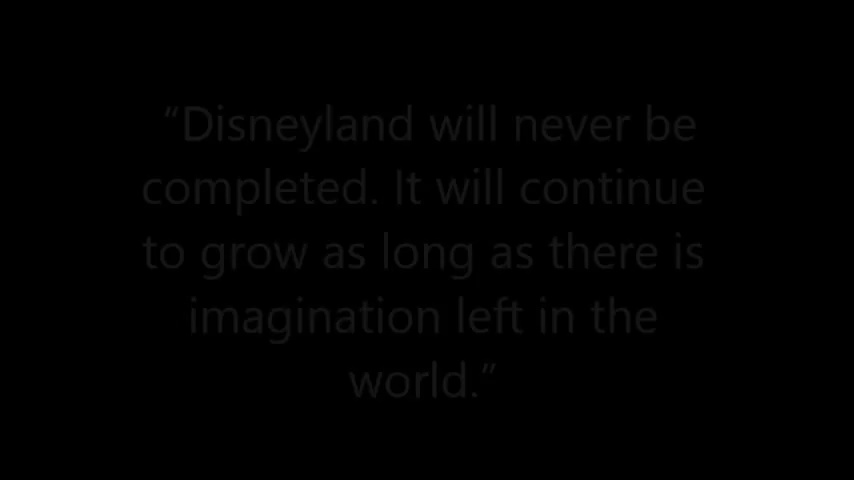 “Disneyland will never be
completed. It will continue
to grow as long as there is
imagination left in the
world.”